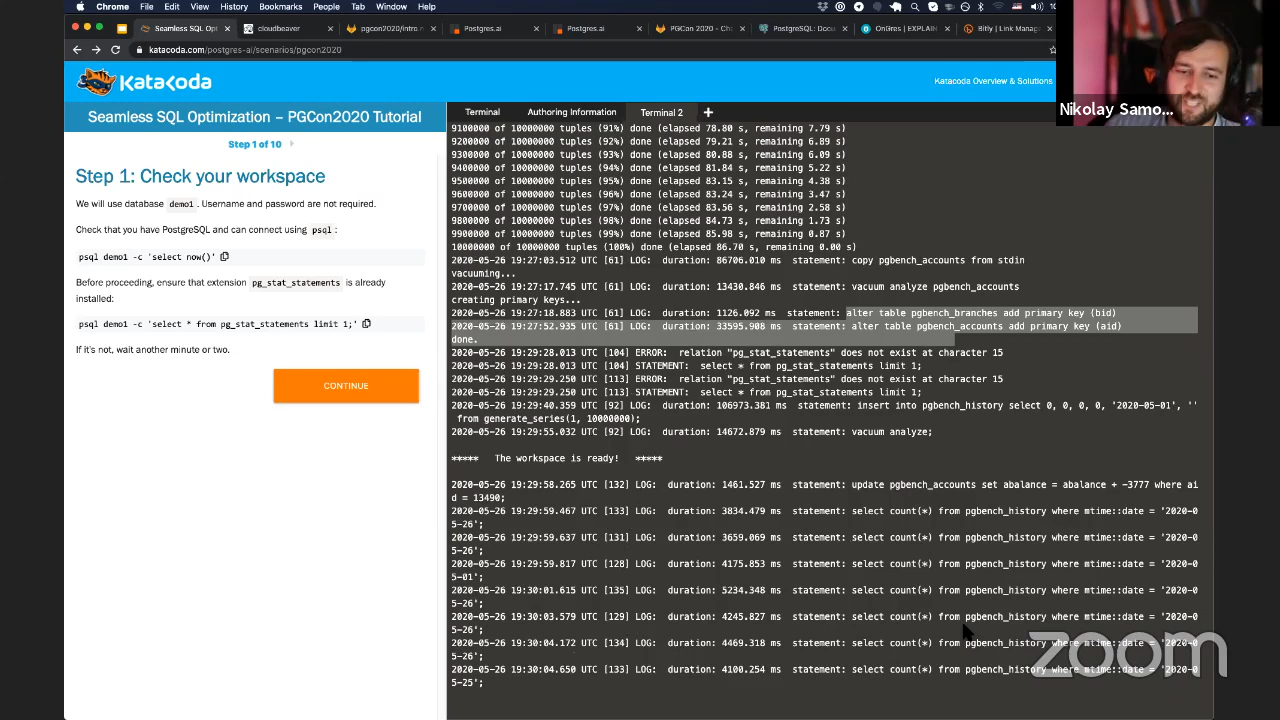 Chrome File Edit View History Bookmarks People Tab Window Help
Seamless SQL Opti
cloudbeaver
pgcon2020/intro.m
Postgres.ai
Postgres.ai
PGCon 2020 - Che
PostgreSQL: Docu
OnGres | EXPLAIN
Bitly | Link Manag
katacoda.com/postgres-ai/scenarios/pgcon2020
KataKoda
Katacoda Overview & Solutions
Nikolay Samo...
Seamless SQL Optimization – PGCon2020 Tutorial
Step 1 of 10
Step 1: Check your workspace
We will use database demo1 . Username and password are not required.
Check that you have PostgreSQL and can connect using psql :
psql demo1 -c 'select now()'
Before proceeding, ensure that extension pg_stat_statements is already
installed:
psql demo1 -c 'select * from pg_stat_statements limit 1;'
If it's not, wait another minute or two.
CONTINUE
Terminal Authoring Information Terminal 2 +
9100000 of 10000000 tuples (91%) done (elapsed 78.80 s, remaining 7.79 s)
9200000 of 10000000 tuples (92%) done (elapsed 79.21 s, remaining 6.89 s)
9300000 of 10000000 tuples (93%) done (elapsed 80.88 s, remaining 6.09 s)
9400000 of 10000000 tuples (94%) done (elapsed 81.84 s, remaining 5.22 s)
9500000 of 10000000 tuples (95%) done (elapsed 83.15 s, remaining 4.38 s)
9600000 of 10000000 tuples (96%) done (elapsed 83.24 s, remaining 3.47 s)
9700000 of 10000000 tuples (97%) done (elapsed 83.56 s, remaining 2.58 s)
9800000 of 10000000 tuples (98%) done (elapsed 84.73 s, remaining 1.73 s)
9900000 of 10000000 tuples (99%) done (elapsed 85.98 s, remaining 0.87 s)
10000000 of 10000000 tuples (100%) done (elapsed 86.70 s, remaining 0.00 s)
2020-05-26 19:27:03.512 UTC [61] LOG: duration: 86706.010 ms statement: copy pgbench_accounts from stdin
vacuuming...
2020-05-26 19:27:17.745 UTC [61] LOG: duration: 13430.846 ms statement: vacuum analyze pgbench_accounts
creating primary keys...
2020-05-26 19:27:18.883 UTC [61] LOG: duration: 1126.092 ms statement: alter table pgbench_branches add primary key (bid)
2020-05-26 19:27:52.935 UTC [61] LOG: duration: 33595.908 ms statement: alter table pgbench_accounts add primary key (aid)
done.
2020-05-26 19:29:28.013 UTC [104] ERROR: relation "pg_stat_statements" does not exist at character 15
2020-05-26 19:29:28.013 UTC [104] STATEMENT: select * from pg_stat_statements limit 1;
2020-05-26 19:29:29.250 UTC [113] ERROR: relation "pg_stat_statements" does not exist at character 15
2020-05-26 19:29:29.250 UTC [113] STATEMENT: select * from pg_stat_statements limit 1;
2020-05-26 19:29:40.359 UTC [92] LOG: duration: 106973.381 ms statement: insert into pgbench_history select 0, 0, 0, 0, '2020-05-01', ''
from generate_series(1, 10000000);
2020-05-26 19:29:55.032 UTC [92] LOG: duration: 14672.879 ms statement: vacuum analyze;
***** The workspace is ready! *****
2020-05-26 19:29:58.265 UTC [132] LOG: duration: 1461.527 ms statement: update pgbench_accounts set abalance = abalance + -3777 where ai
d = 13490;
2020-05-26 19:29:59.467 UTC [133] LOG: duration: 3834.479 ms statement: select count(*) from pgbench_history where mtime::date = '2020-0
5-26';
2020-05-26 19:29:59.637 UTC [131] LOG: duration: 3659.069 ms statement: select count(*) from pgbench_history where mtime::date = '2020-0
5-26';
2020-05-26 19:29:59.817 UTC [128] LOG: duration: 4175.853 ms statement: select count(*) from pgbench_history where mtime::date = '2020-0
5-01';
2020-05-26 19:30:01.615 UTC [135] LOG: duration: 5234.348 ms statement: select count(*) from pgbench_history where mtime::date = '2020-0
5-26';
2020-05-26 19:30:03.579 UTC [129] LOG: duration: 4245.827 ms statement: select count(*) from pgbench_history where mtime::date = '2020-0
5-26';
2020-05-26 19:30:04.172 UTC [134] LOG: duration: 4469.318 ms statement: select count(*) from pgbench_history where mtime::date = '2020-0
5-26';
2020-05-26 19:30:04.650 UTC [133] LOG: duration: 4100.254 ms statement: select count(*) from pgbench_history where mtime::date = '2020-0
5-25';
zoom